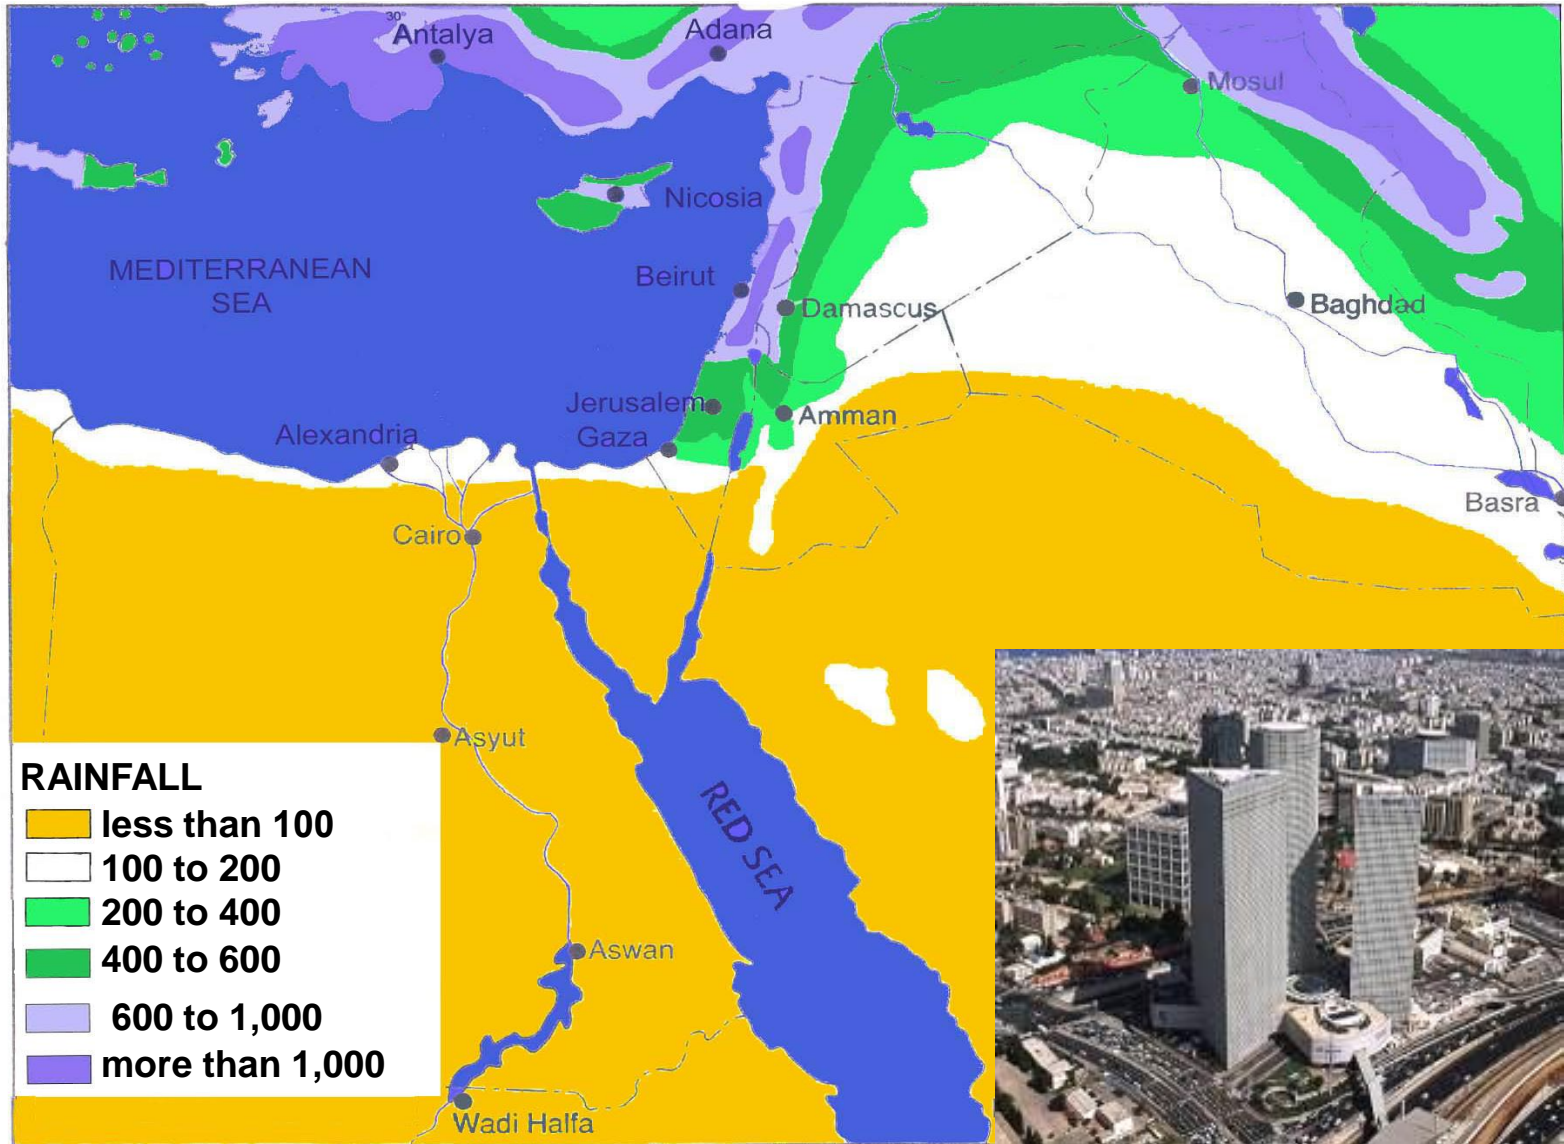 30°
Antalya
Adana
Mosul
Nicosia
MEDITERRANEAN
SEA
Beirut
Damascus
Baghdad
Jerusalem
Gaza
Amman
Alexandria
Basra
Cairo
Asyut
RED SEA
Aswan
Wadi Halfa
RAINFALL
less than 100
100 to 200
200 to 400
400 to 600
600 to 1,000
more than 1,000